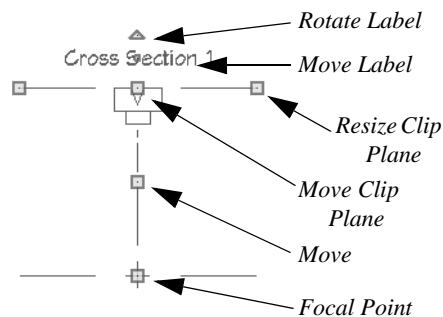 Rotate Label
Cross Section 1
Move Label
Resize Clip
Plane
Move Clip
Plane
Move
Focal Point